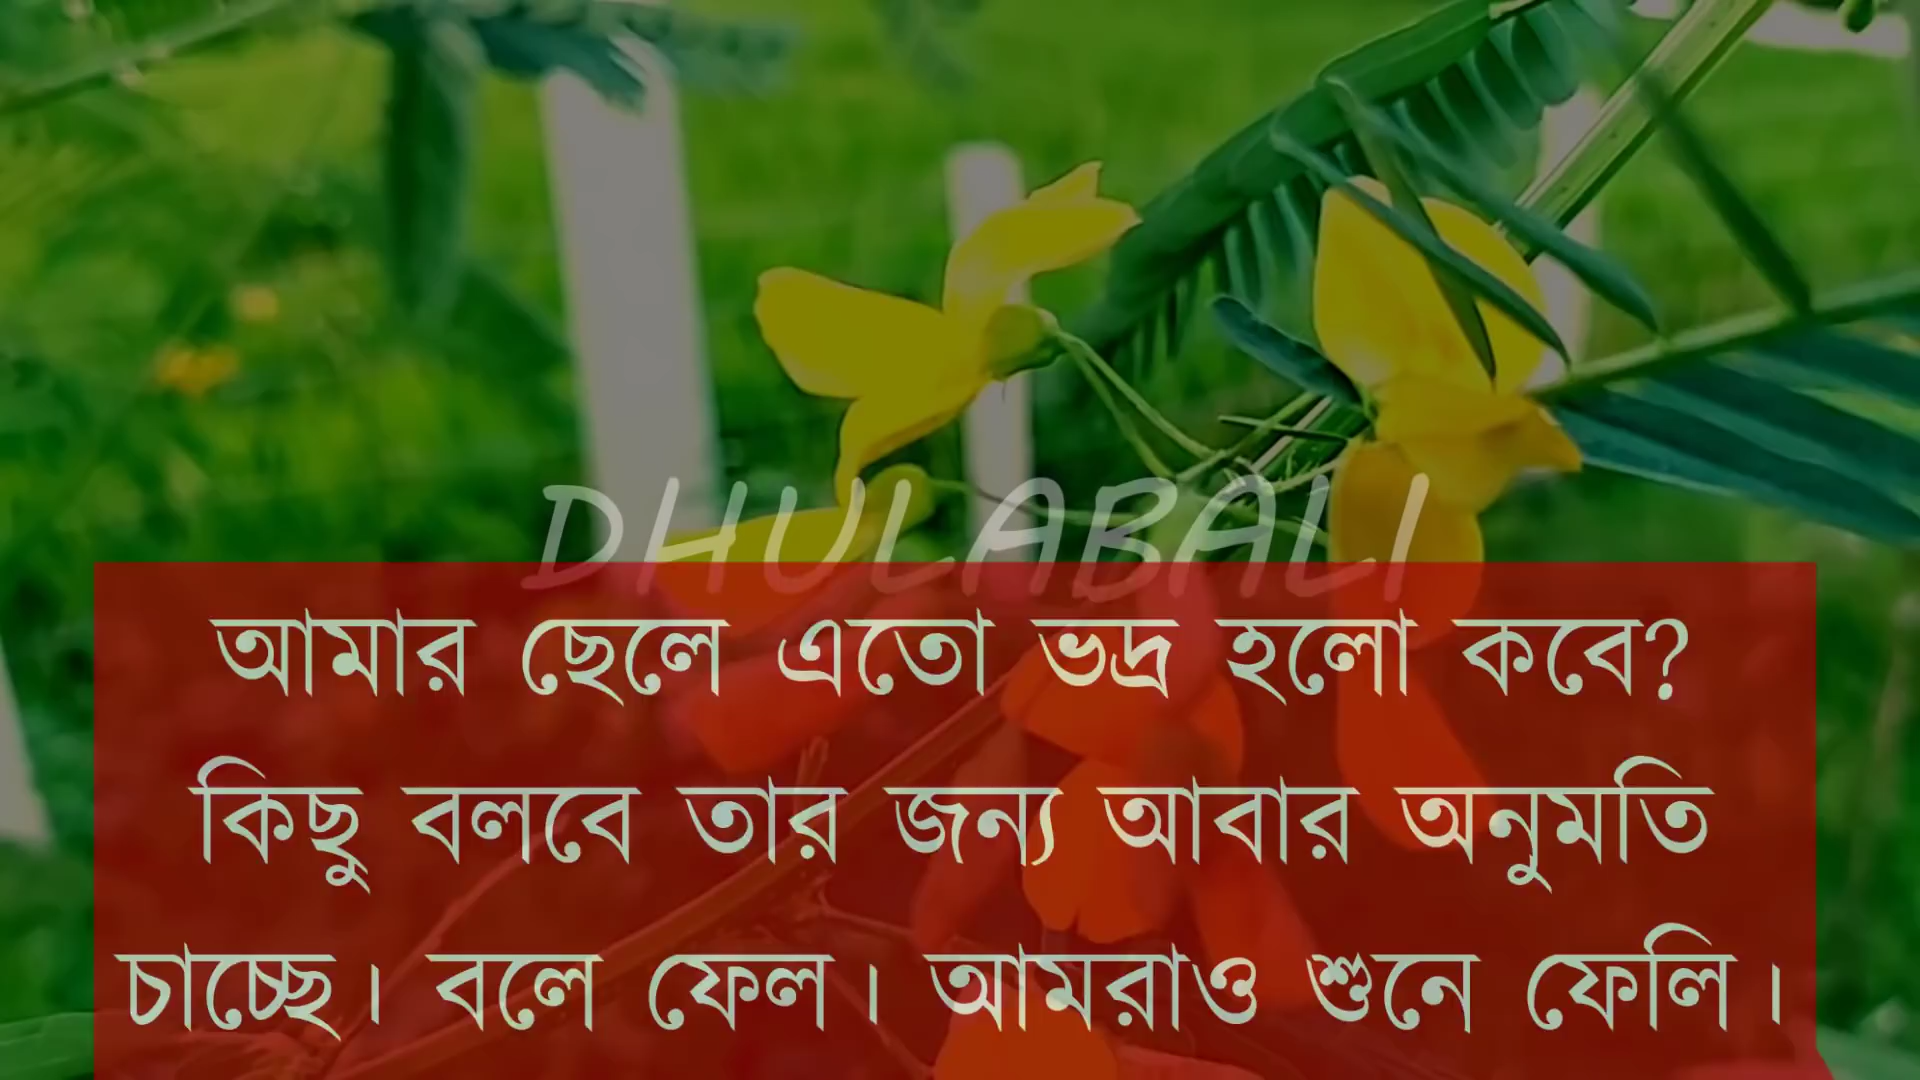 DHULABALI
আমার ছেলে এতো ভদ্র হলো কবে?
কিছু বলবে তার জন্য আবার অনুমতি
চাচ্ছে। বলে ফেল। আমরাও শুনে ফেলি।